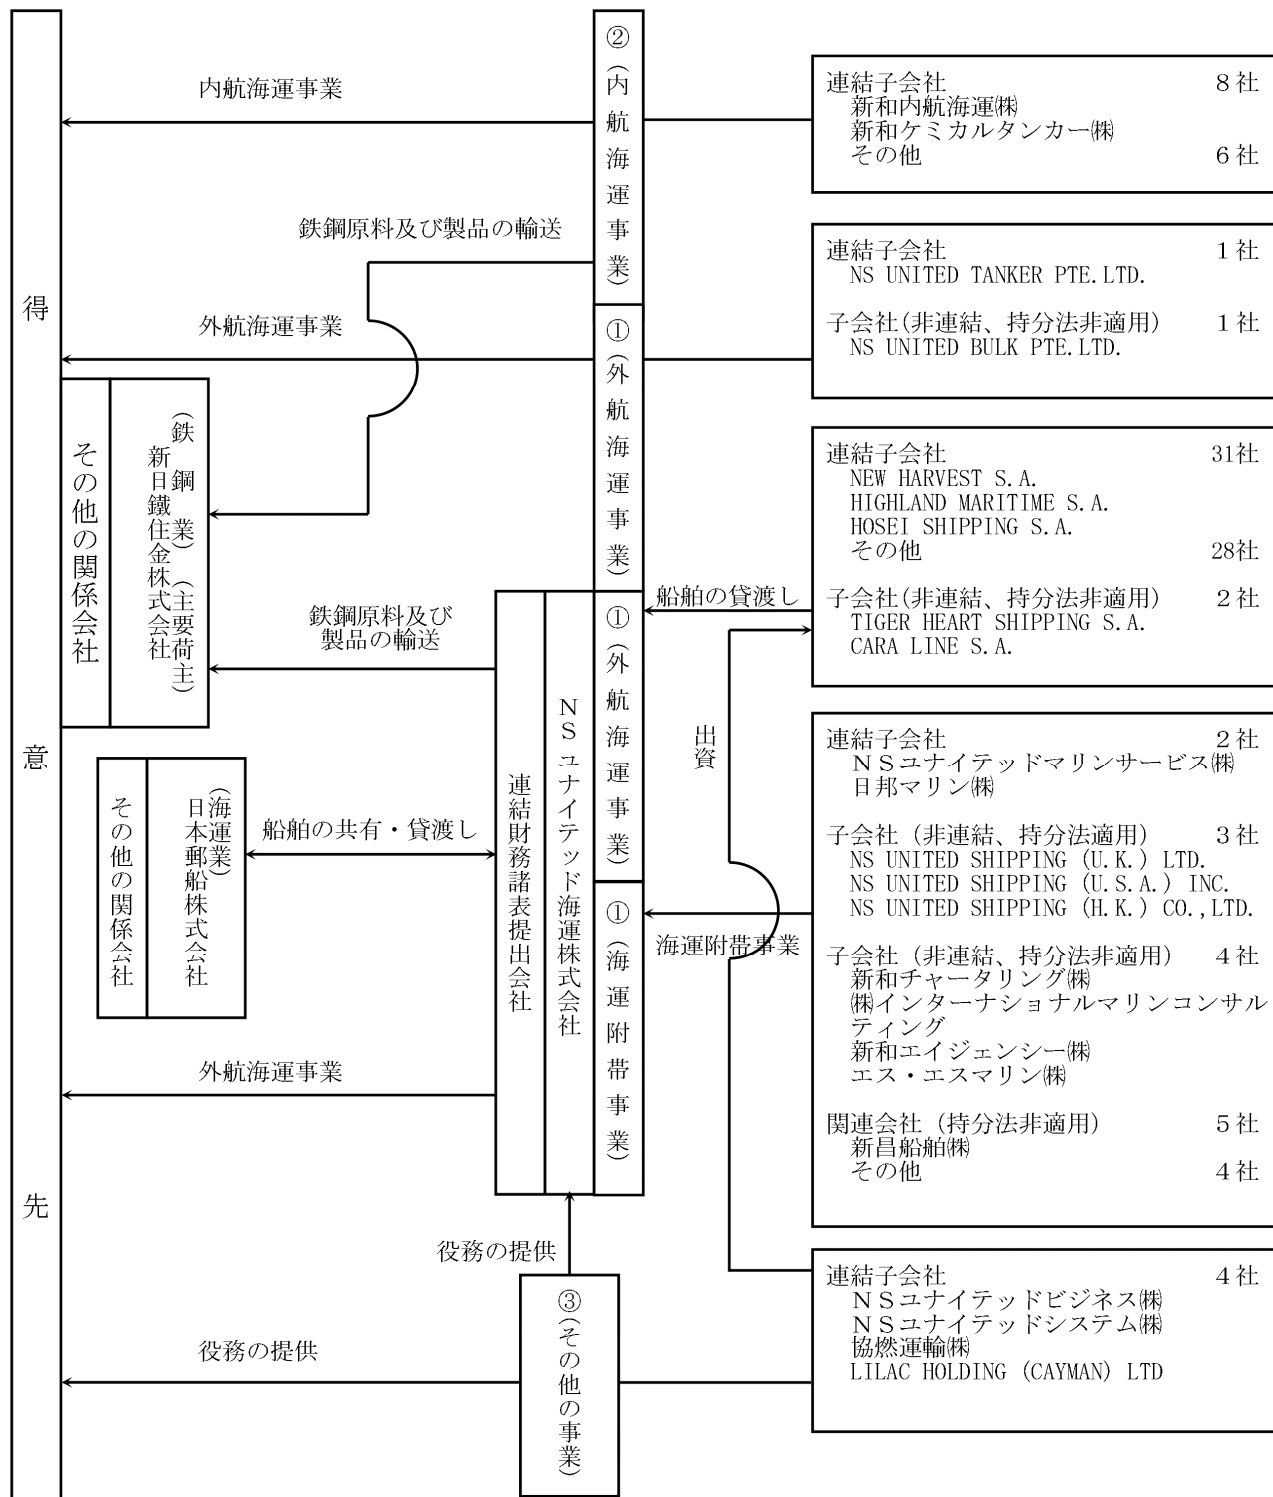 得意先
内航海運事業
鉄鋼原料及び製品の輸送
外航海運事業
その他の関係会社
(鉄鋼業)(主要荷主)
新日鐵住金株式会社
鉄鋼原料及び
製品の輸送
その他の関係会社
(海運業)
日本郵船株式会社
船舶の共有・貸渡し
外航海運事業
役務の提供
役務の提供
連結財務諸表提出会社
NSユナイテッド海運株式会社
②(内航海運事業)
①(外航海運事業)
①(外航海運事業)
①(海運附帯事業)
③(その他の事業)
船舶の貸渡し
出資
海運附帯事業
連結子会社 8社
新和内航海運㈱
新和ケミカルタンカー㈱
その他 6社
連結子会社 1社
NS UNITED TANKER PTE.LTD.
子会社(非連結、持分法非適用) 1社
NS UNITED BULK PTE.LTD.
連結子会社 31社
NEW HARVEST S.A.
HIGHLAND MARITIME S.A.
HOSEI SHIPPING S.A.
その他 28社
子会社(非連結、持分法非適用) 2社
TIGER HEART SHIPPING S.A.
CARA LINE S.A.
連結子会社 2社
NSユナイテッドマリンサービス㈱
日邦マリン㈱
子会社(非連結、持分法適用) 3社
NS UNITED SHIPPING (U.K.) LTD.
NS UNITED SHIPPING (U.S.A.) INC.
NS UNITED SHIPPING (H.K.) CO.,LTD.
子会社(非連結、持分法非適用) 4社
新和チャータリング㈱
㈱インターナショナルマリンコンサル
ティング
新和エイジェンシー㈱
エス・エスマリン㈱
関連会社(持分法非適用) 5社
新昌船舶㈱
その他 4社
連結子会社 4社
NSユナイテッドビジネス㈱
NSユナイテッドシステム㈱
協燃運輸㈱
LILAC HOLDING (CAYMAN) LTD